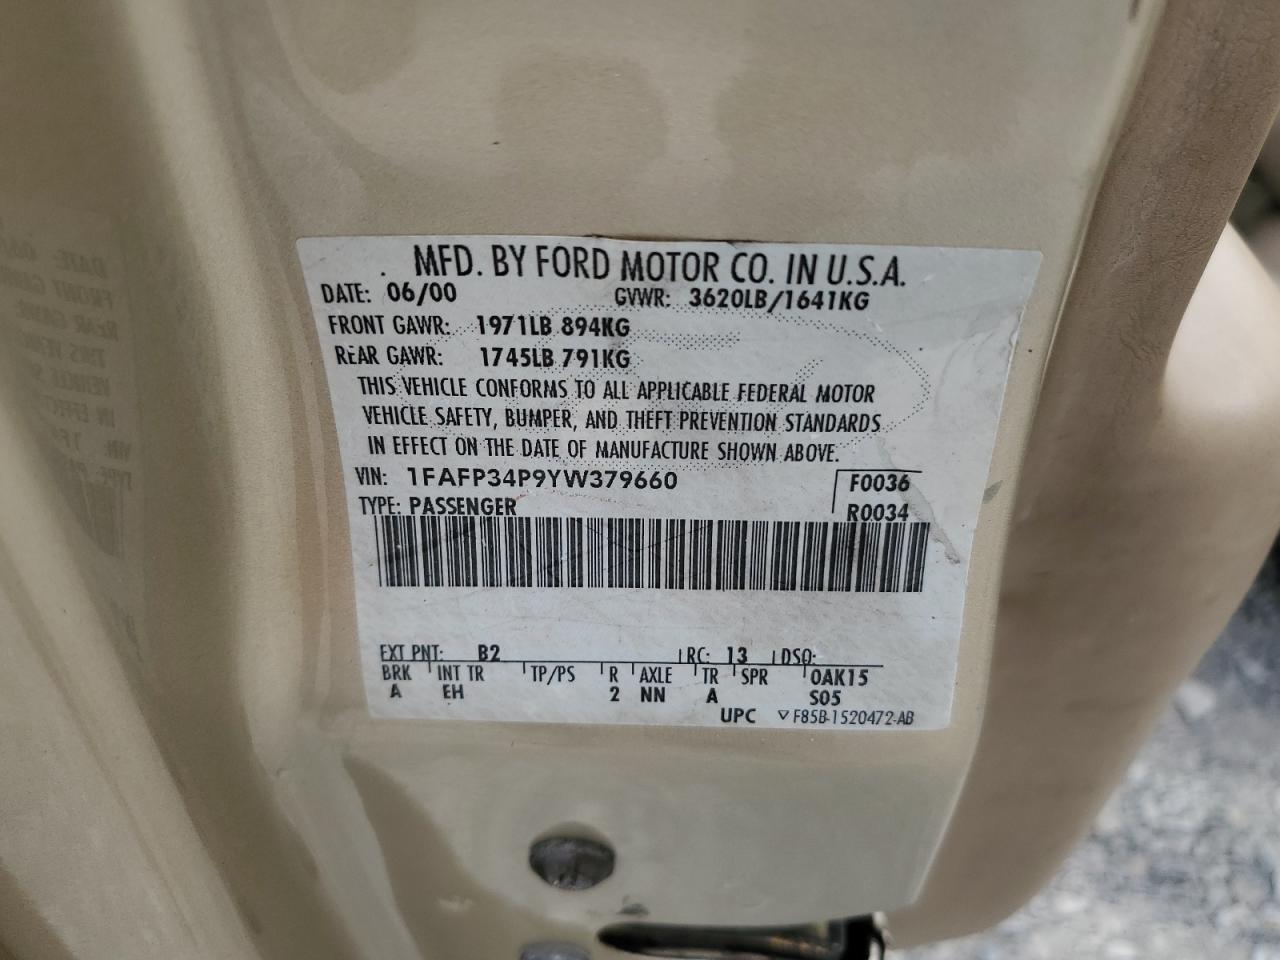 MFD. BY FORD MOTOR CO. IN U.S.A.
DATE: 06/00 GVWR: 3620LB/1641KG
FRONT GAWR: 1971LB 894KG
REAR GAWR: 1745LB 791KG
THIS VEHICLE CONFORMS TO ALL APPLICABLE FEDERAL MOTOR
VEHICLE SAFETY, BUMPER, AND THEFT PREVENTION STANDARDS
IN EFFECT ON THE DATE OF MANUFACTURE SHOWN ABOVE.
VIN: 1FAFP34P9YW379660 F0036
TYPE: PASSENGER R0034
EXT PNT: B2 RC: 13 DSO:
BRK INT TR TP/PS R AXLE TR SPR 0AK15
A EH 2 NN A S05
UPC ▽ F85B-1520472-AB